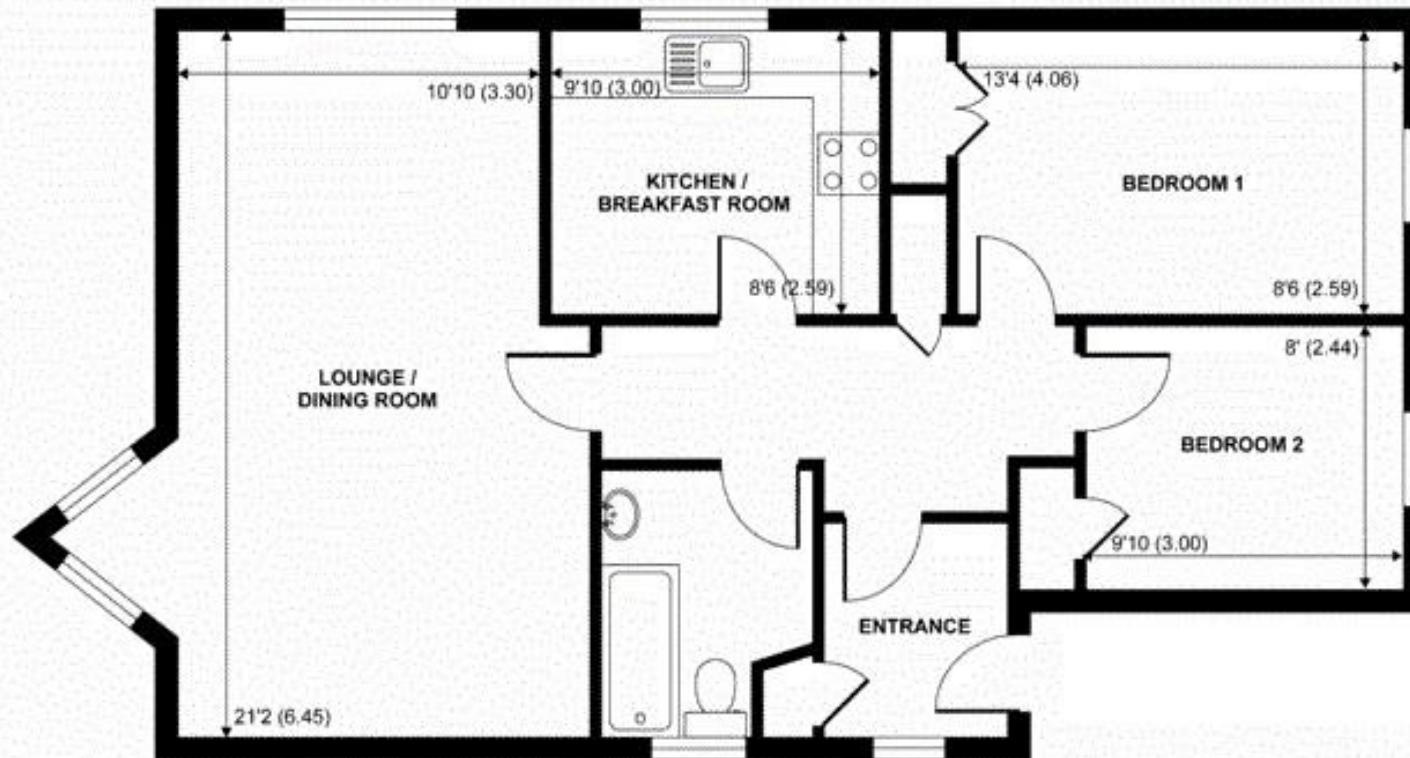 10'10 (3.30)
9'10 (3.00)
13'4 (4.06)
KITCHEN /
BREAKFAST ROOM
BEDROOM 1
8'6 (2.59)
8'6 (2.59)
8' (2.44)
LOUNGE /
DINING ROOM
BEDROOM 2
9'10 (3.00)
ENTRANCE
21'2 (6.45)